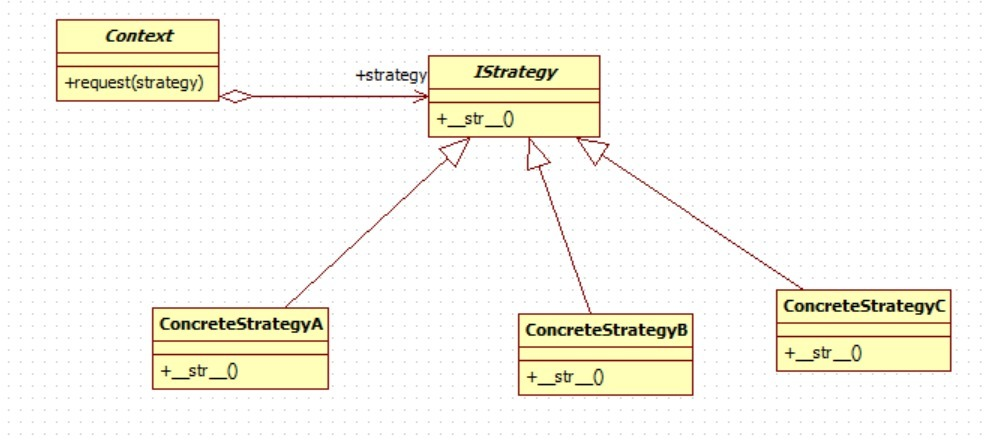 Context
+request(strategy)
+strategy
IStrategy
+__str__()
ConcreteStrategyA
+__str__()
ConcreteStrategyB
+__str__()
ConcreteStrategyC
+__str__()